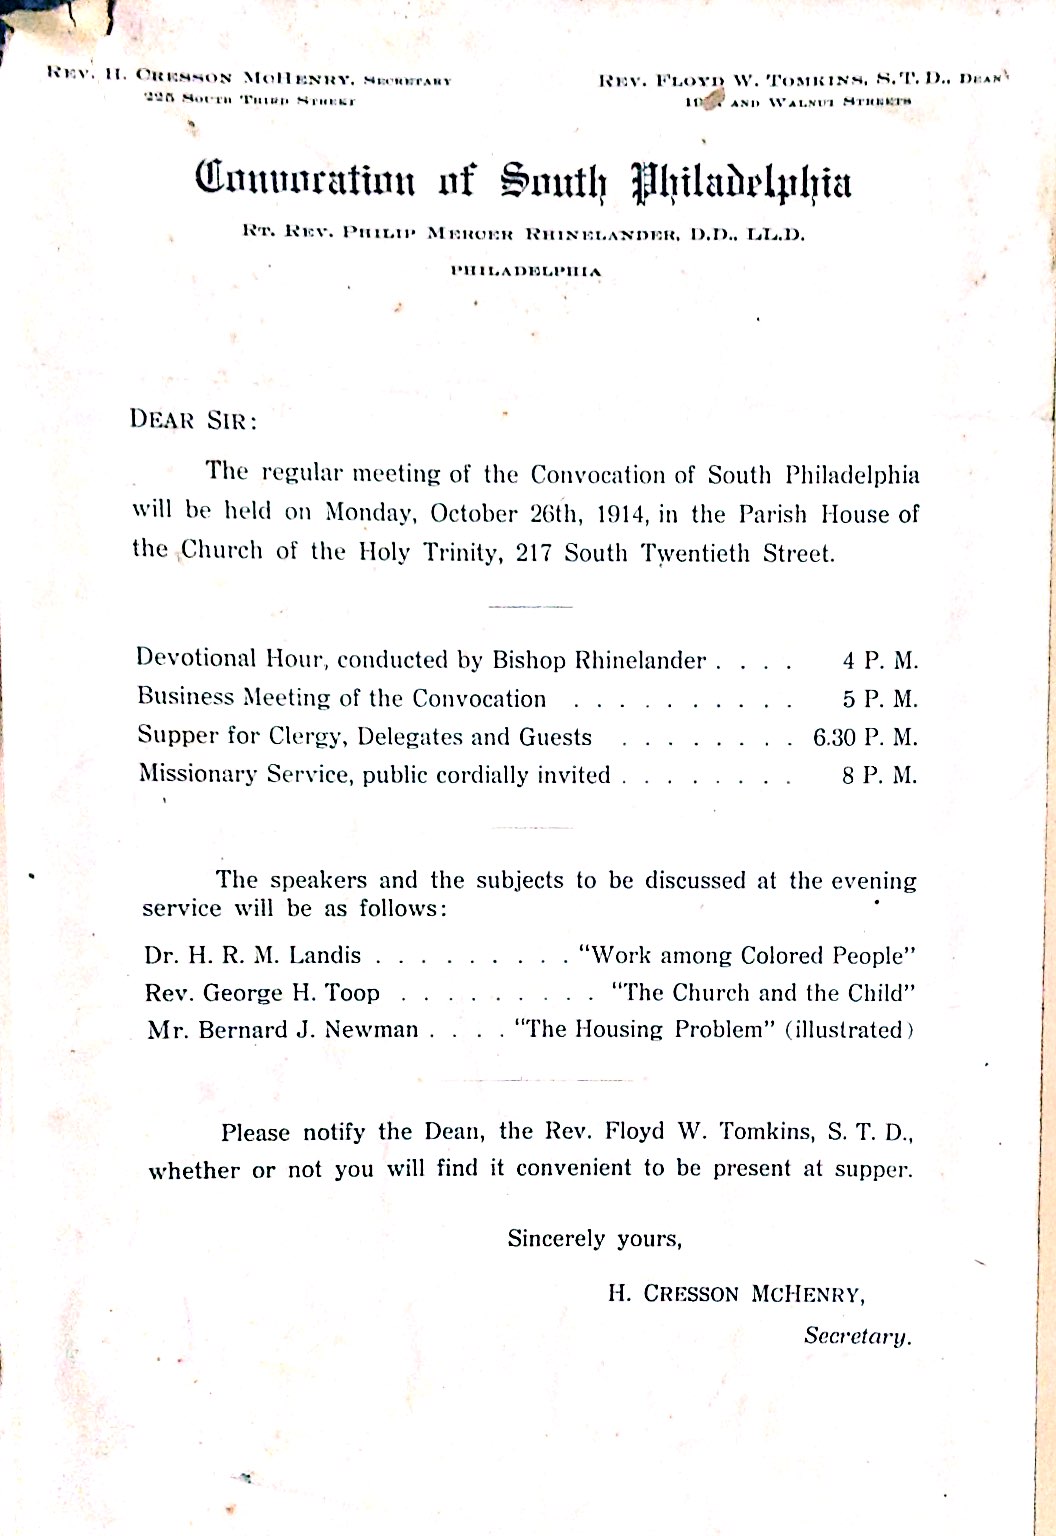 REV. H. CRESSON MCHENRY, SECRETARY
225 SOUTH THIRD STREET
REV. FLOYD W. TOMKINS, S. T. D., DEAN
AND WALNUT STREETS
Convocation of South Philadelphia
RT. REV. PHILIP MERCER RHINELANDER, D.D., LL.D.
PHILADELPHIA
DEAR SIR:
The regular meeting of the Convocation of South Philadelphia
will be held on Monday, October 26th, 1914, in the Parish House of
the Church of the Holy Trinity, 217 South Twentieth Street.
Devotional Hour, conducted by Bishop Rhinelander . . . . 4 P. M.
Business Meeting of the Convocation . . . . . . . . . . 5 P. M.
Supper for Clergy, Delegates and Guests . . . . . . . . 6.30 P. M.
Missionary Service, public cordially invited . . . . . . . . 8 P. M.
The speakers and the subjects to be discussed at the evening
service will be as follows:
Dr. H. R. M. Landis . . . . . . . . . "Work among Colored People"
Rev. George H. Toop . . . . . . . . . "The Church and the Child"
Mr. Bernard J. Newman . . . . "The Housing Problem" (illustrated)
Please notify the Dean, the Rev. Floyd W. Tomkins, S. T. D.,
whether or not you will find it convenient to be present at supper.
Sincerely yours,
H. CRESSON MCHENRY,
Secretary.